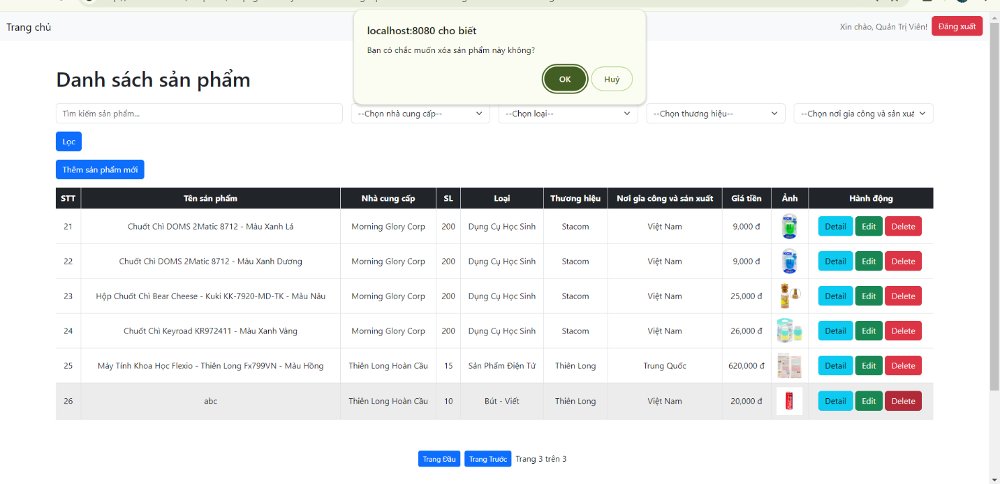 Trang chủ
localhost:8080 cho biết
Bạn có chắc muốn xóa sản phẩm này không?
OK Huỷ
Xin chào, Quản Trị Viên! Đăng xuất
Danh sách sản phẩm
Tìm kiếm sản phẩm... --Chọn nhà cung cấp-- --Chọn loại-- --Chọn thương hiệu-- --Chọn nơi gia công và sản xuấ
Lọc
Thêm sản phẩm mới
STT Tên sản phẩm Nhà cung cấp SL Loại Thương hiệu Nơi gia công và sản xuất Giá tiền Ảnh Hành động
21 Chuốt Chì DOMS 2Matic 8712 - Màu Xanh Lá Morning Glory Corp 200 Dụng Cụ Học Sinh Stacom Việt Nam 9,000 đ Detail Edit Delete
22 Chuốt Chì DOMS 2Matic 8712 - Màu Xanh Dương Morning Glory Corp 200 Dụng Cụ Học Sinh Stacom Việt Nam 9,000 đ Detail Edit Delete
23 Hộp Chuốt Chì Bear Cheese - Kuki KK-7920-MD-TK - Màu Nâu Morning Glory Corp 200 Dụng Cụ Học Sinh Stacom Việt Nam 25,000 đ Detail Edit Delete
24 Chuốt Chì Keyroad KR972411 - Màu Xanh Vàng Morning Glory Corp 200 Dụng Cụ Học Sinh Stacom Việt Nam 26,000 đ Detail Edit Delete
25 Máy Tính Khoa Học Flexio - Thiên Long Fx799VN - Màu Hồng Thiên Long Hoàn Cầu 15 Sản Phẩm Điện Tử Thiên Long Trung Quốc 620,000 đ Detail Edit Delete
26 abc Thiên Long Hoàn Cầu 10 Bút - Viết Thiên Long Việt Nam 20,000 đ Detail Edit Delete
Trang Đầu Trang Trước Trang 3 trên 3